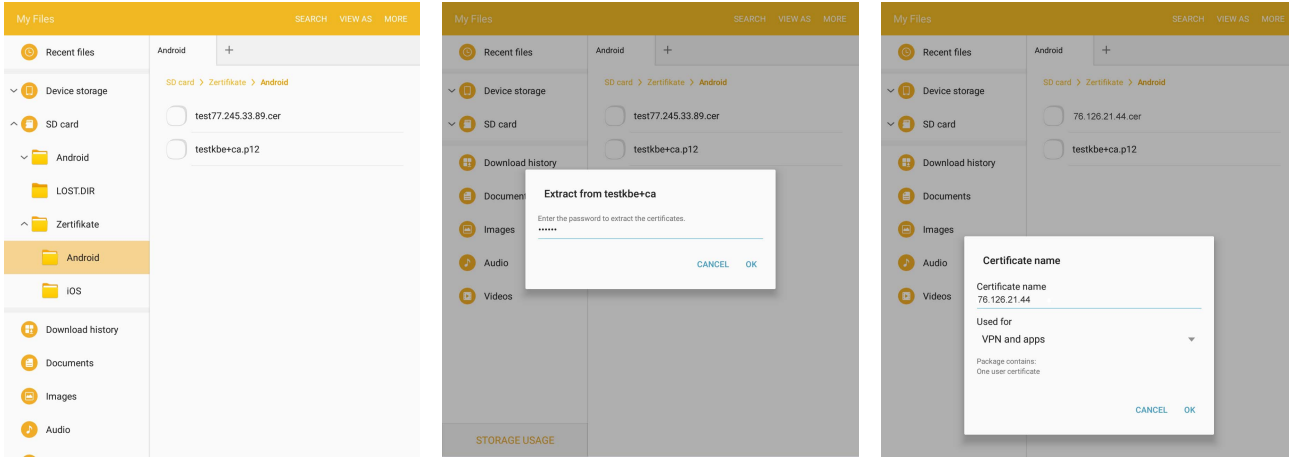 My Files SEARCH VIEW AS MORE
Recent files
Android +
Device storage
SD card > Zertifikate > Android
SD card
test77.245.33.89.cer
Android
testkbe+ca.p12
LOST.DIR
Zertifikate
Android
iOS
Download history
Documents
Images
Audio
My Files SEARCH VIEW AS MORE
Recent files
Android +
Device storage
SD card > Zertifikate > Android
SD card
test77.245.33.89.cer
testkbe+ca.p12
Download history
Documen
Images
Audio
Videos
Extract from testkbe+ca
Enter the password to extract the certificates.
••••••
CANCEL OK
STORAGE USAGE
My Files SEARCH VIEW AS MORE
Recent files
Android +
Device storage
SD card > Zertifikate > Android
SD card
76.126.21.44.cer
testkbe+ca.p12
Download history
Documents
Images
Audio
Videos
Certificate name
Certificate name
76.126.21.44
Used for
VPN and apps
Package contains:
One user certificate
CANCEL OK